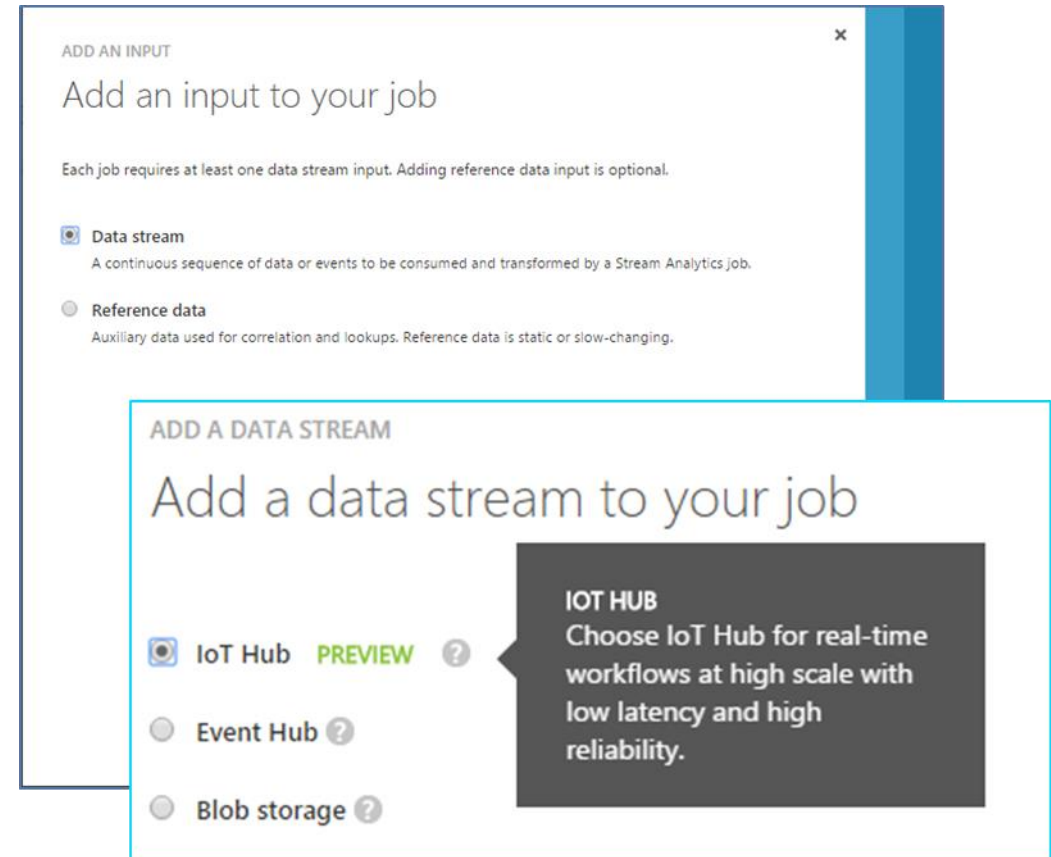 ADD AN INPUT
Add an input to your job
Each job requires at least one data stream input. Adding reference data input is optional.
Data stream
A continuous sequence of data or events to be consumed and transformed by a Stream Analytics job.
Reference data
Auxiliary data used for correlation and lookups. Reference data is static or slow-changing.
ADD A DATA STREAM
Add a data stream to your job
IoT Hub PREVIEW ?
IOT HUB
Choose IoT Hub for real-time
workflows at high scale with
low latency and high
reliability.
Event Hub ?
Blob storage ?